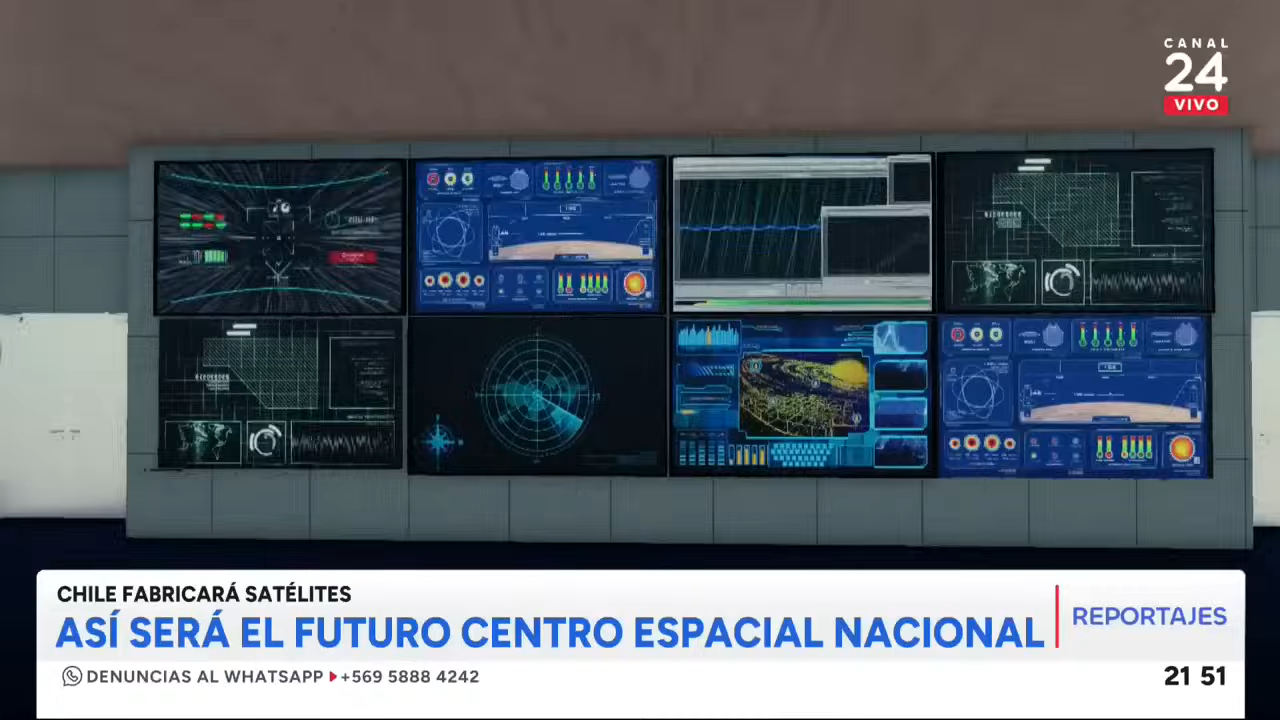 CANAL
24
VIVO
CHILE FABRICARÁ SATÉLITES
ASÍ SERÁ EL FUTURO CENTRO ESPACIAL NACIONAL
REPORTAJES
DENUNCIAS AL WHATSAPP +569 5888 4242
21 51